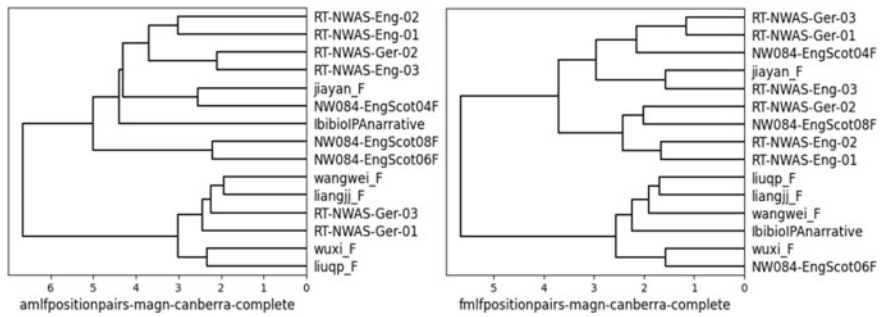 RT-NWAS-Eng-02
RT-NWAS-Eng-01
RT-NWAS-Ger-02
RT-NWAS-Eng-03
jiayan_F
NW084-EngScot04F
IbibioIPAnarrative
NW084-EngScot08F
NW084-EngScot06F
wangwei_F
liangjj_F
RT-NWAS-Ger-03
RT-NWAS-Ger-01
wuxi_F
liuqp_F
6 5 4 3 2 1 0
amlfpositionpairs-magn-canberra-complete
RT-NWAS-Ger-03
RT-NWAS-Ger-01
NW084-EngScot04F
jiayan_F
RT-NWAS-Eng-03
RT-NWAS-Ger-02
NW084-EngScot08F
RT-NWAS-Eng-02
RT-NWAS-Eng-01
liuqp_F
liangjj_F
wangwei_F
IbibioIPAnarrative
wuxi_F
NW084-EngScot06F
5 4 3 2 1 0
fmlfpositionpairs-magn-canberra-complete